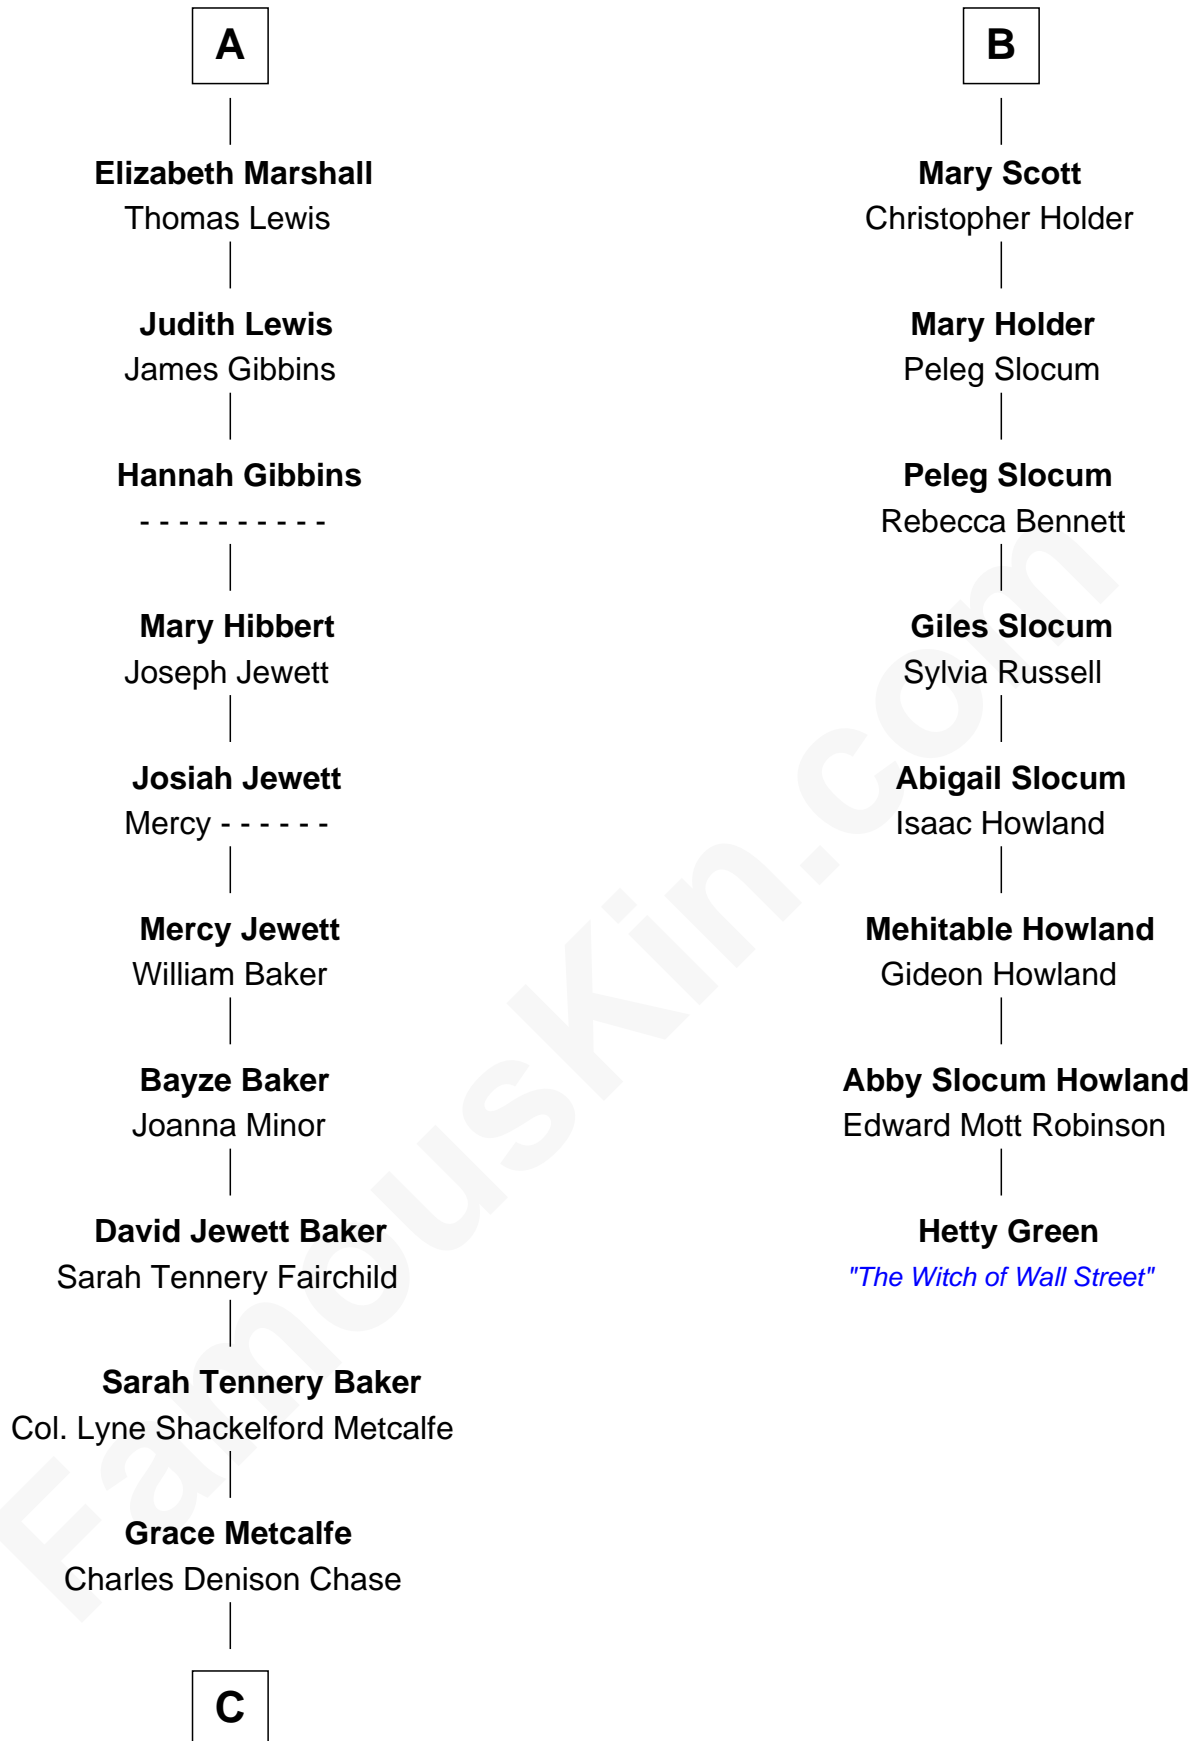 A
Elizabeth Marshall
Thomas Lewis
Judith Lewis
James Gibbins
Hannah Gibbins
- - - - - - - - - -
Mary Hibbert
Joseph Jewett
Josiah Jewett
Mercy - - - - - -
Mercy Jewett
William Baker
Bayze Baker
Joanna Minor
David Jewett Baker
Sarah Tennery Fairchild
Sarah Tennery Baker
Col. Lyne Shackelford Metcalfe
Grace Metcalfe
Charles Denison Chase
C
B
Mary Scott
Christopher Holder
Mary Holder
Peleg Slocum
Peleg Slocum
Rebecca Bennett
Giles Slocum
Sylvia Russell
Abigail Slocum
Isaac Howland
Mehitable Howland
Gideon Howland
Abby Slocum Howland
Edward Mott Robinson
Hetty Green
"The Witch of Wall Street"
FamousKin.com